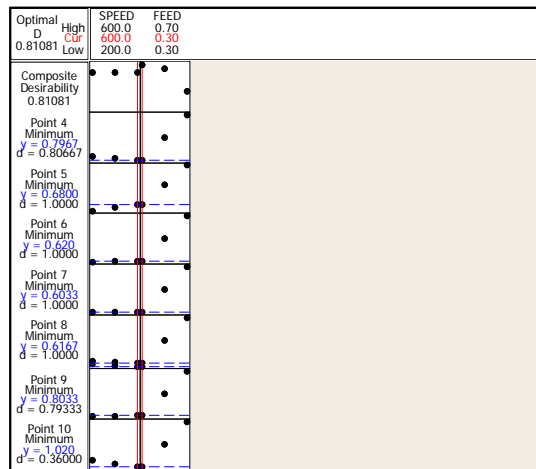 Optimal
D
0.81081
High
Cur
Low
SPEED
600.0
600.0
200.0
FEED
0.70
0.30
0.30
Composite
Desirability
0.81081
Point 4
Minimum
y = 0.7967
d = 0.80667
Point 5
Minimum
y = 0.6800
d = 1.0000
Point 6
Minimum
y = 0.620
d = 1.0000
Point 7
Minimum
y = 0.6033
d = 1.0000
Point 8
Minimum
y = 0.6167
d = 1.0000
Point 9
Minimum
y = 0.8033
d = 0.79333
Point 10
Minimum
y = 1.020
d = 0.36000